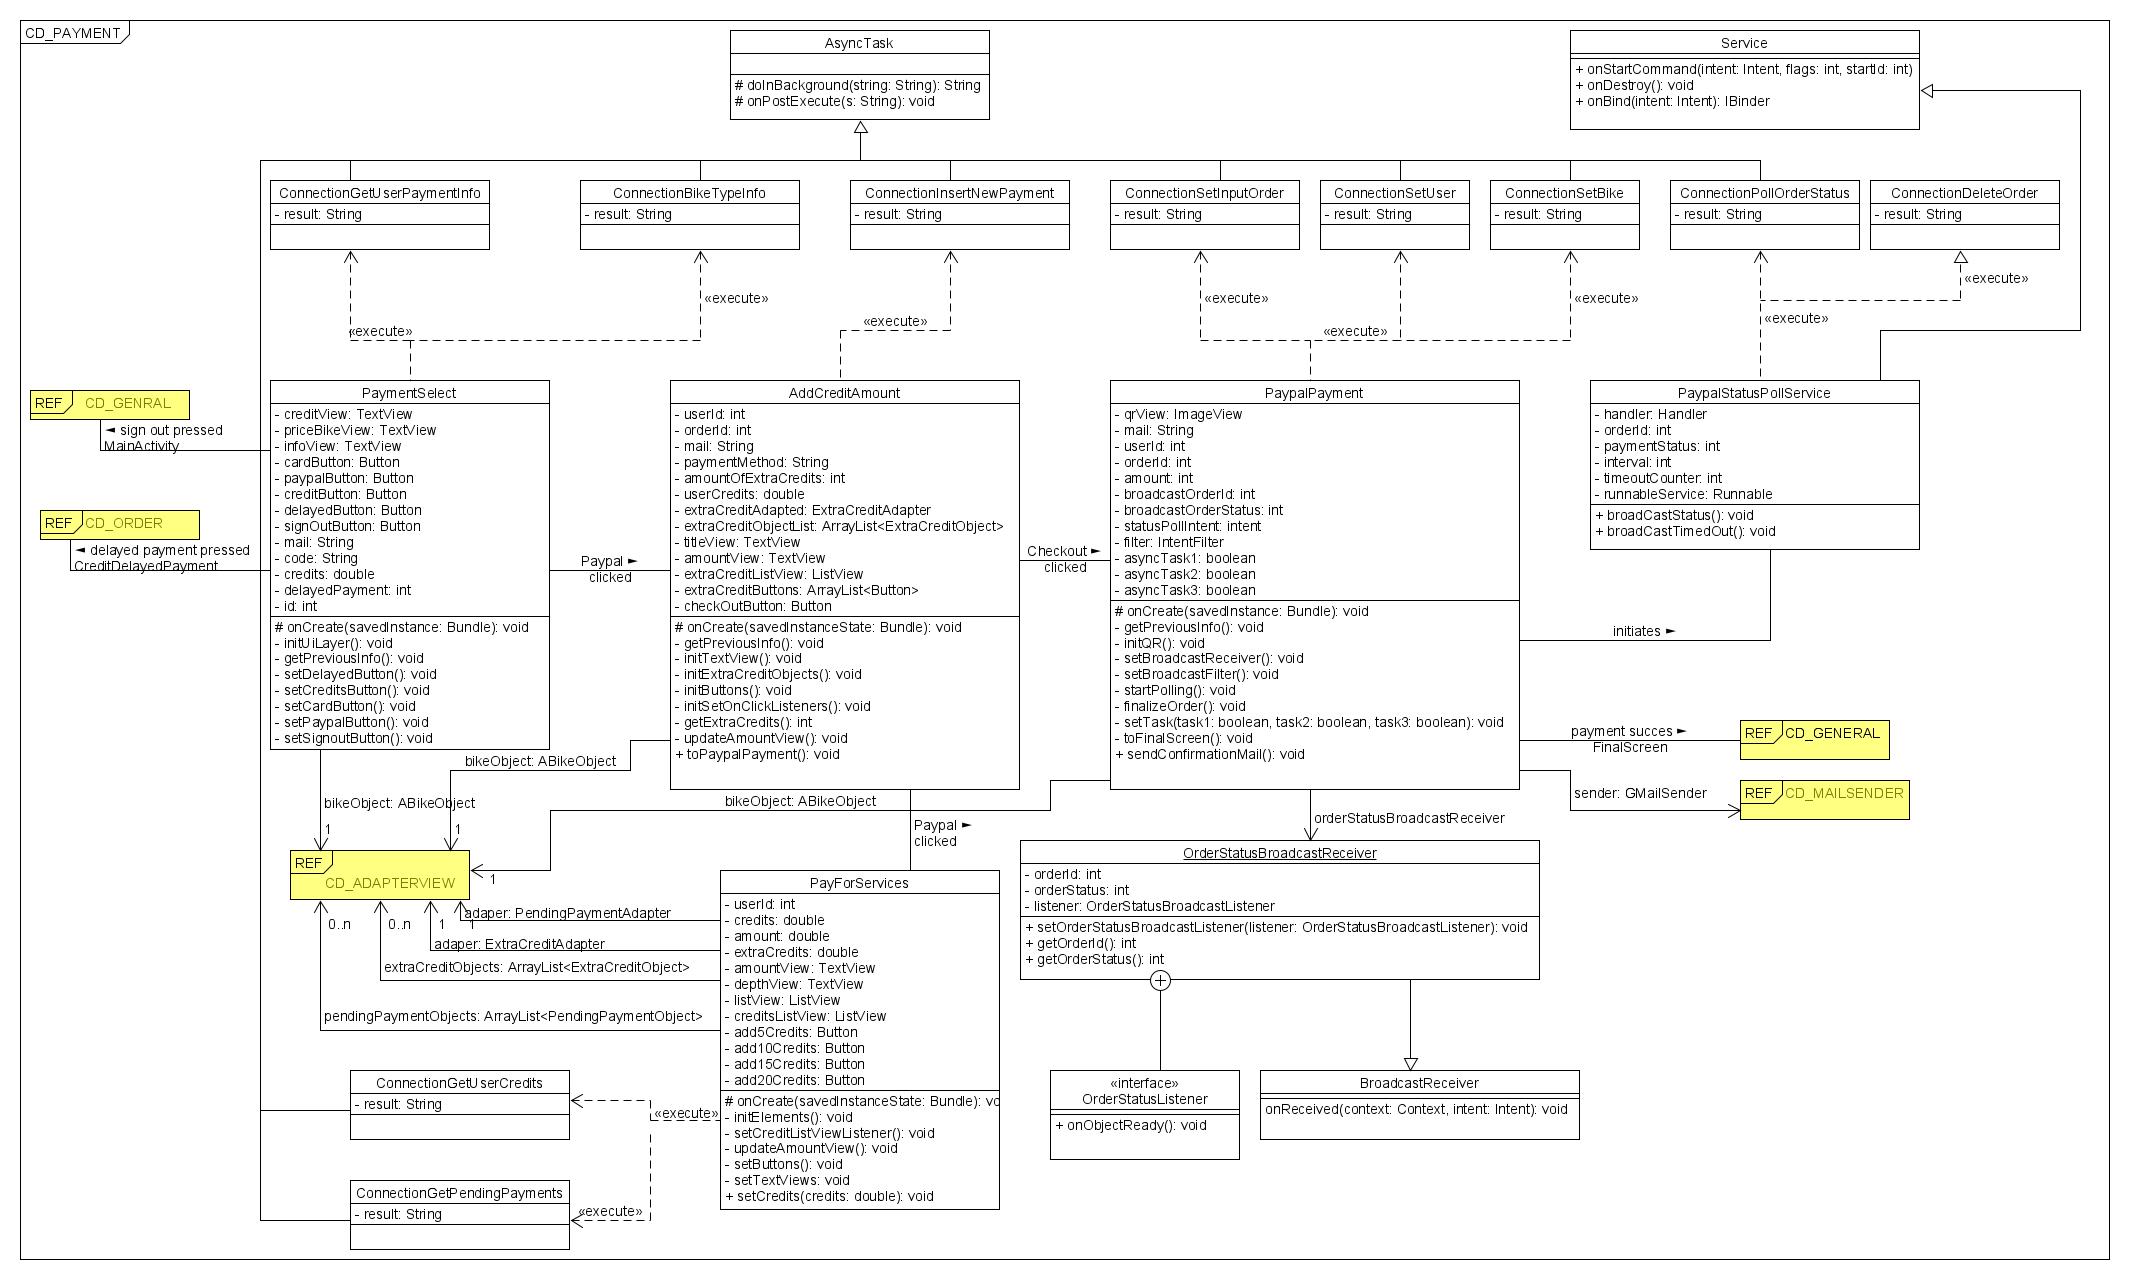 CD_PAYMENT
AsyncTask
# doInBackground(string: String): String
# onPostExecute(s: String): void
Service
+ onStartCommand(intent: Intent, flags: int, startId: int)
+ onDestroy(): void
+ onBind(intent: Intent): IBinder
ConnectionGetUserPaymentInfo
- result: String
ConnectionBikeTypeInfo
- result: String
ConnectionInsertNewPayment
- result: String
ConnectionSetInputOrder
- result: String
ConnectionSetUser
- result: String
ConnectionSetBike
- result: String
ConnectionPollOrderStatus
- result: String
ConnectionDeleteOrder
- result: String
«execute»
«execute»
«execute»
«execute»
«execute»
«execute»
«execute»
«execute»
REF CD_GENRAL
◄ sign out pressed
MainActivity
REF CD_ORDER
◄ delayed payment pressed
CreditDelayedPayment
PaymentSelect
- creditView: TextView
- priceBikeView: TextView
- infoView: TextView
- cardButton: Button
- paypalButton: Button
- creditButton: Button
- delayedButton: Button
- signOutButton: Button
- mail: String
- code: String
- credits: double
- delayedPayment: int
- id: int
# onCreate(savedInstance: Bundle): void
- initUiLayer(): void
- getPreviousInfo(): void
- setDelayedButton(): void
- setCreditsButton(): void
- setCardButton(): void
- setPaypalButton(): void
- setSignoutButton(): void
Paypal ►
clicked
AddCreditAmount
- userId: int
- orderId: int
- mail: String
- paymentMethod: String
- amountOfExtraCredits: int
- userCredits: double
- extraCreditAdapted: ExtraCreditAdapter
- extraCreditObjectList: ArrayList<ExtraCreditObject>
- titleView: TextView
- amountView: TextView
- extraCreditListView: ListView
- extraCreditButtons: ArrayList<Button>
- checkOutButton: Button
# onCreate(savedInstanceState: Bundle): void
- getPreviousInfo(): void
- initTextView(): void
- initExtraCreditObjects(): void
- initButtons(): void
- initSetOnClickListeners(): void
- getExtraCredits(): int
- updateAmountView(): void
+ toPaypalPayment(): void
Checkout ►
clicked
PaypalPayment
- qrView: ImageView
- mail: String
- userId: int
- orderId: int
- amount: int
- broadcastOrderId: int
- broadcastOrderStatus: int
- statusPollIntent: intent
- filter: IntentFilter
- asyncTask1: boolean
- asyncTask2: boolean
- asyncTask3: boolean
# onCreate(savedInstance: Bundle): void
- getPreviousInfo(): void
- initQR(): void
- setBroadcastReceiver(): void
- setBroadcastFilter(): void
- startPolling(): void
- finalizeOrder(): void
- setTask(task1: boolean, task2: boolean, task3: boolean): void
- toFinalScreen(): void
+ sendConfirmationMail(): void
PaypalStatusPollService
- handler: Handler
- orderId: int
- paymentStatus: int
- interval: int
- timeoutCounter: int
- runnableService: Runnable
+ broadCastStatus(): void
+ broadCastTimedOut(): void
initiates ►
payment succes ►
FinalScreen
REF CD_GENERAL
sender: GMailSender
REF CD_MAILSENDER
bikeObject: ABikeObject
1
bikeObject: ABikeObject
1
bikeObject: ABikeObject
1
Paypal ►
clicked
orderStatusBroadcastReceiver
REF
CD_ADAPTERVIEW
adaper: PendingPaymentAdapter
1
adaper: ExtraCreditAdapter
1
extraCreditObjects: ArrayList<ExtraCreditObject>
0..n
pendingPaymentObjects: ArrayList<PendingPaymentObject>
0..n
PayForServices
- userId: int
- credits: double
- amount: double
- extraCredits: double
- amountView: TextView
- depthView: TextView
- listView: ListView
- creditsListView: ListView
- add5Credits: Button
- add10Credits: Button
- add15Credits: Button
- add20Credits: Button
# onCreate(savedInstanceState: Bundle): vo
- initElements(): void
- setCreditListViewListener(): void
- updateAmountView(): void
- setButtons(): void
- setTextViews: void
+ setCredits(credits: double): void
OrderStatusBroadcastReceiver
- orderId: int
- orderStatus: int
- listener: OrderStatusBroadcastListener
+ setOrderStatusBroadcastListener(listener: OrderStatusBroadcastListener): void
+ getOrderId(): int
+ getOrderStatus(): int
«interface»
OrderStatusListener
+ onObjectReady(): void
BroadcastReceiver
onReceived(context: Context, intent: Intent): void
ConnectionGetUserCredits
- result: String
«execute»
ConnectionGetPendingPayments
- result: String
«execute»